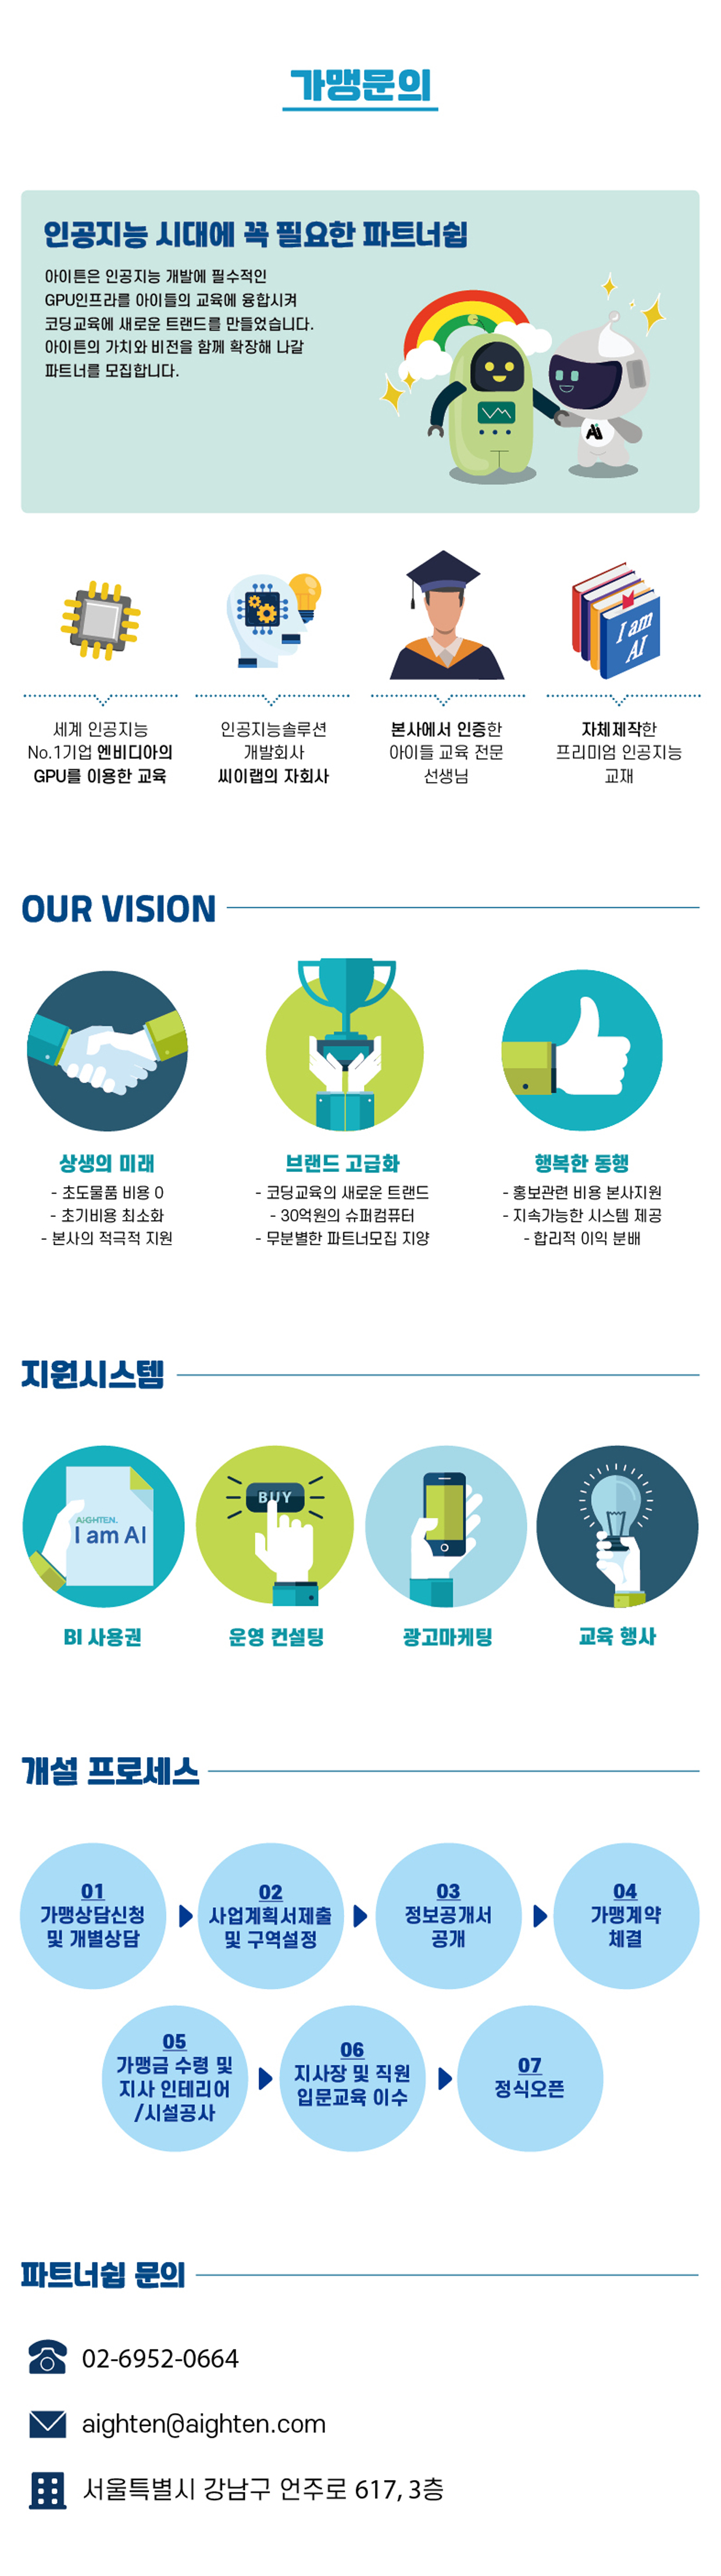 가맹문의
인공지능 시대에 꼭 필요한 파트너쉽
아이튼은 인공지능 개발에 필수적인
GPU인프라를 아이들의 교육에 융합시켜
코딩교육에 새로운 트랜드를 만들었습니다.
아이튼의 가치와 비전을 함께 확장해 나갈
파트너를 모집합니다.
Ai
I am
AI
세계 인공지능
No.1기업 엔비디아의
GPU를 이용한 교육
인공지능솔루션
개발회사
씨이랩의 자회사
본사에서 인증한
아이들 교육 전문
선생님
자체제작한
프리미엄 인공지능
교재
OUR VISION
상생의 미래
- 초도물품 비용 0
- 초기비용 최소화
- 본사의 적극적 지원
브랜드 고급화
- 코딩교육의 새로운 트랜드
- 30억원의 슈퍼컴퓨터
- 무분별한 파트너모집 지양
행복한 동행
- 홍보관련 비용 본사지원
- 지속가능한 시스템 제공
- 합리적 이익 분배
지원시스템
AiGHTEN.
I am AI
BUY
BI 사용권
운영 컨설팅
광고마케팅
교육 행사
개설 프로세스
01
가맹상담신청
및 개별상담
02
사업계획서제출
및 구역설정
03
정보공개서
공개
04
가맹계약
체결
05
가맹금 수령 및
지사 인테리어
/시설공사
06
지사장 및 직원
입문교육 이수
07
정식오픈
파트너쉽 문의
02-6952-0664
aighten@aighten.com
서울특별시 강남구 언주로 617, 3층